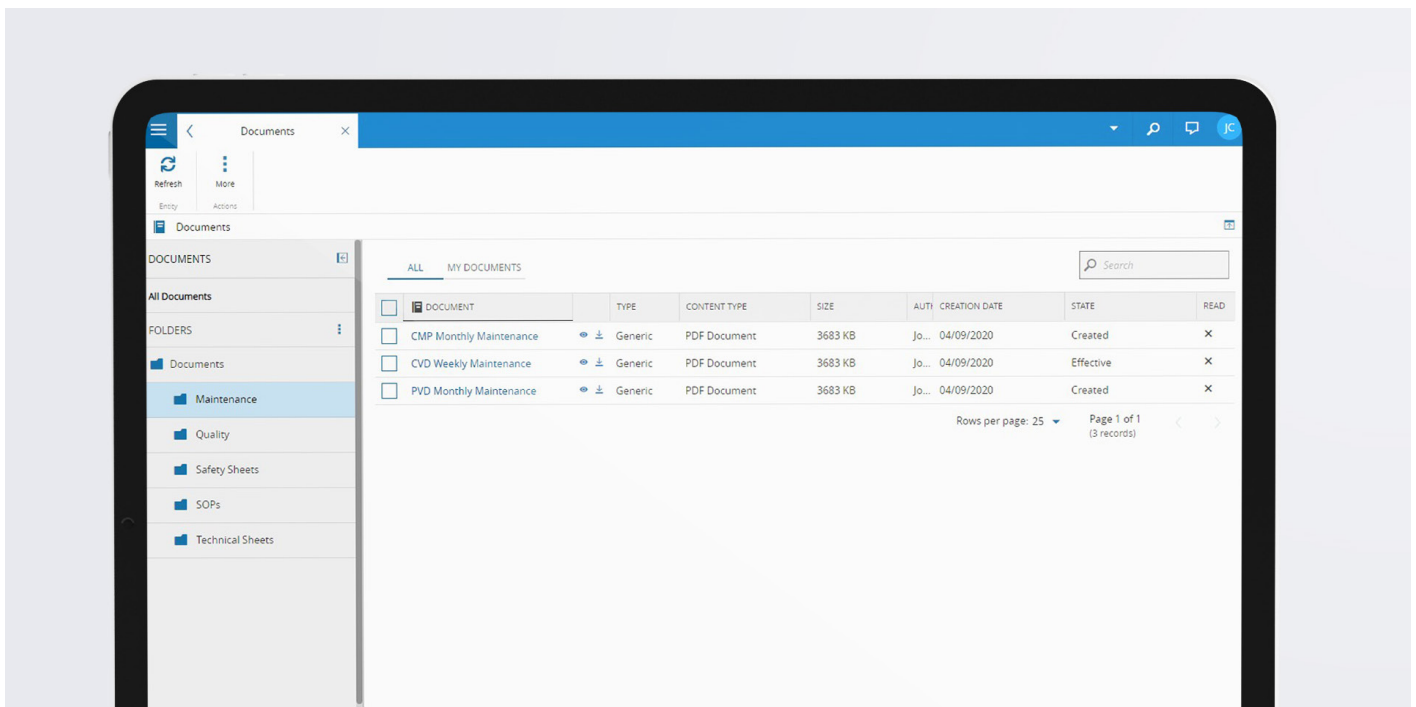 Documents
JC
Refresh More
Entity Actions
Documents
DOCUMENTS
ALL MY DOCUMENTS Search
All Documents
DOCUMENT TYPE CONTENT TYPE SIZE AUTH CREATION DATE STATE READ
FOLDERS
CMP Monthly Maintenance Generic PDF Document 3683 KB Jo... 04/09/2020 Created
Documents
CVD Weekly Maintenance Generic PDF Document 3683 KB Jo... 04/09/2020 Effective
PVD Monthly Maintenance Generic PDF Document 3683 KB Jo... 04/09/2020 Created
Maintenance
Rows per page: 25 Page 1 of 1
(3 records)
Quality
Safety Sheets
SOPs
Technical Sheets